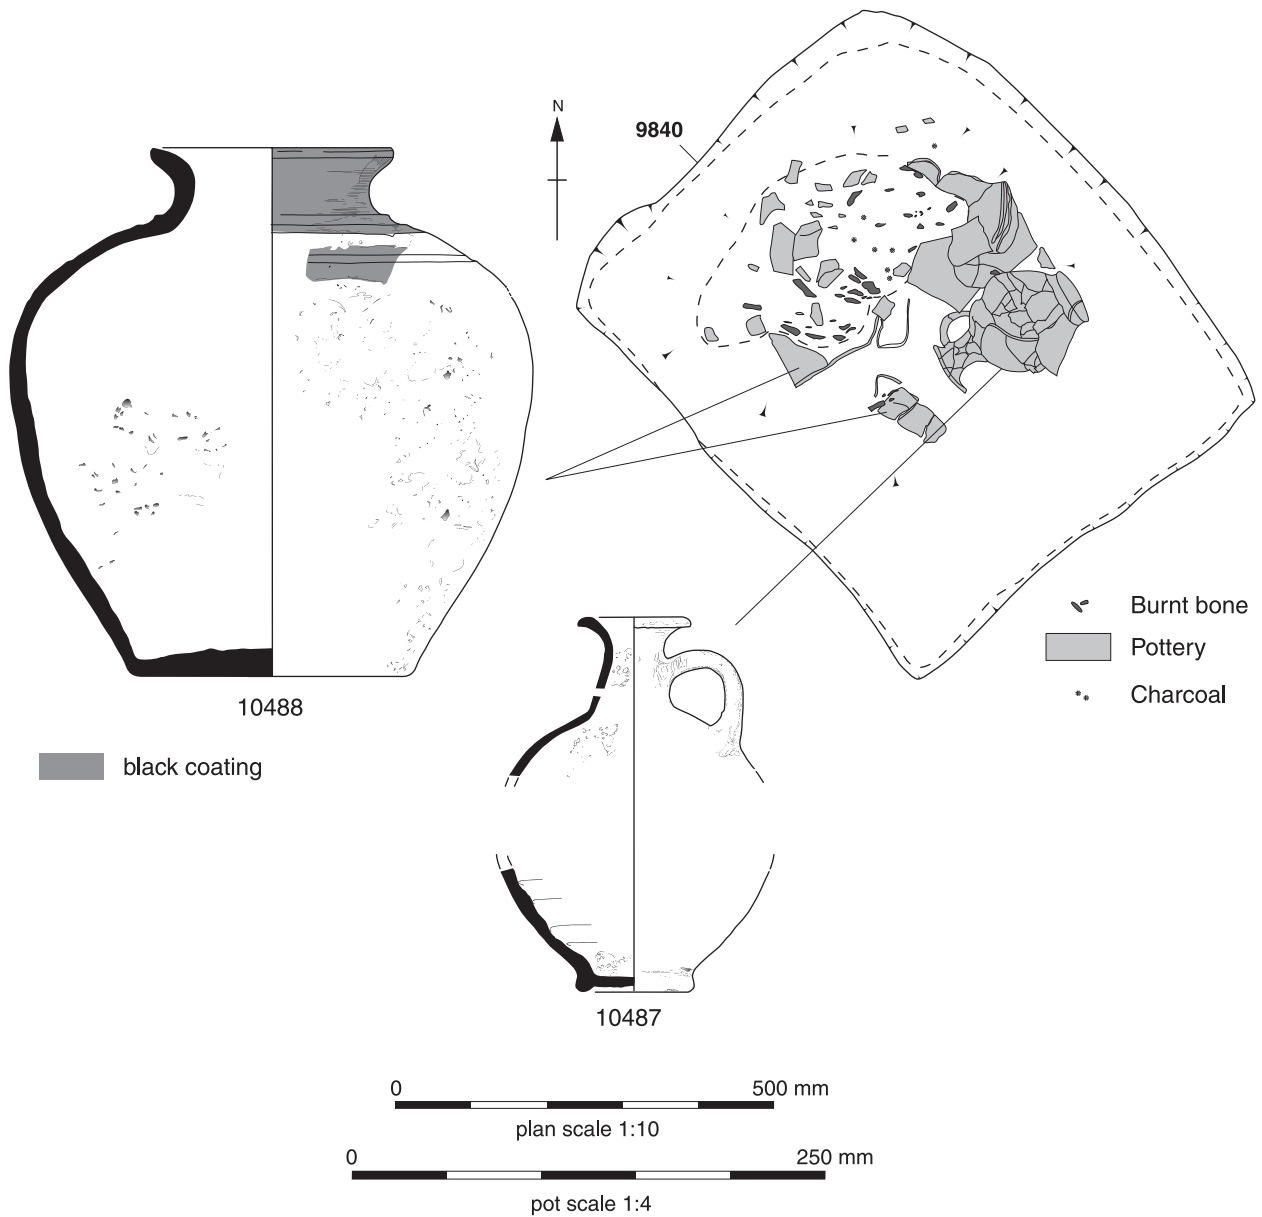 N
9840
10488
black coating
Burnt bone
Pottery
Charcoal
10487
0 500 mm
plan scale 1:10
0 250 mm
pot scale 1:4